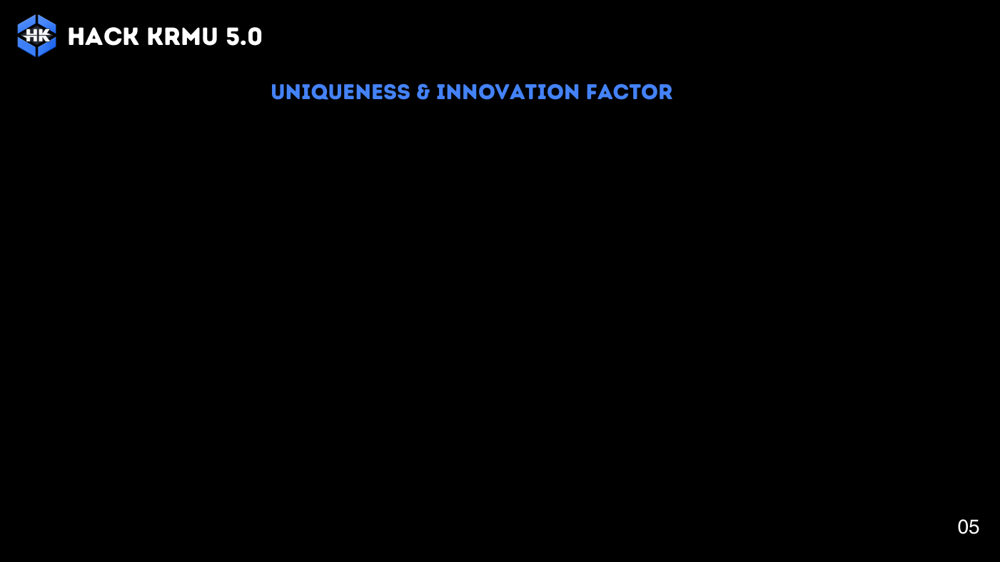 HK
HACK KRMU 5.0
UNIQUENESS & INNOVATION FACTOR
05